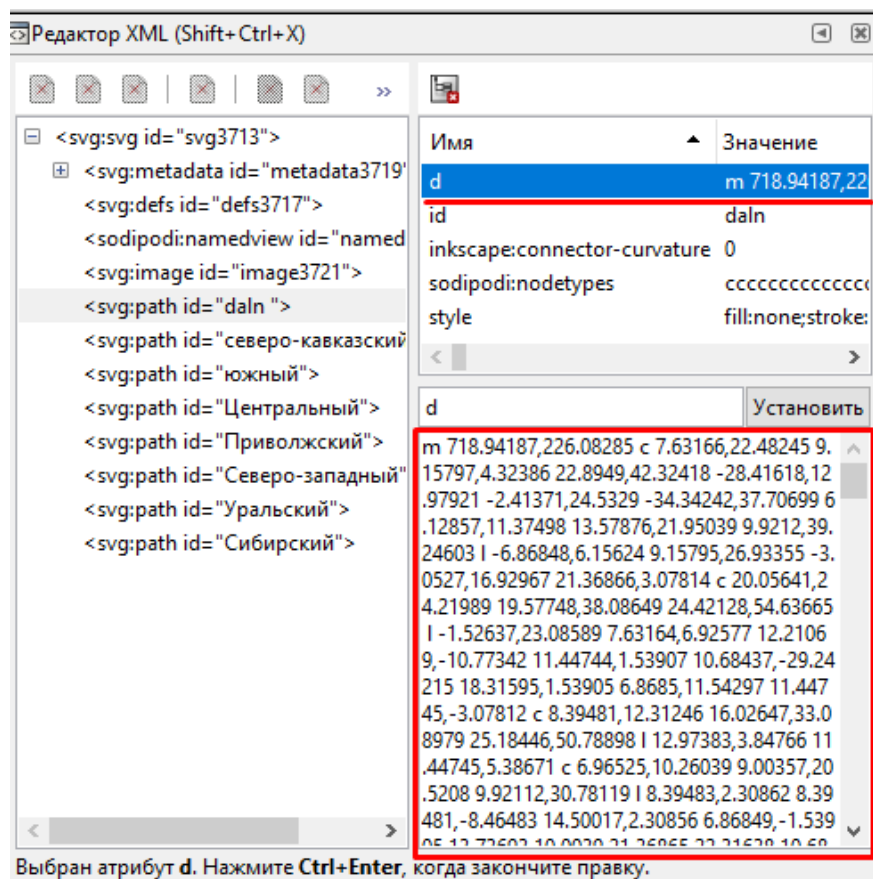 Редактор XML (Shift+Ctrl+X)
»
<svg:svg id="svg3713">
<svg:metadata id="metadata3719"
<svg:defs id="defs3717">
<sodipodi:namedview id="named
<svg:image id="image3721">
<svg:path id="daln ">
<svg:path id="северо-кавказский
<svg:path id="южный">
<svg:path id="Центральный">
<svg:path id="Приволжский">
<svg:path id="Северо-западный"
<svg:path id="Уральский">
<svg:path id="Сибирский">
Имя Значение
d m 718.94187,22
id daln
inkscape:connector-curvature 0
sodipodi:nodetypes cccccccccccccc
style fill:none;stroke:
d Установить
m 718.94187,226.08285 c 7.63166,22.48245 9.
15797,4.32386 22.8949,42.32418 -28.41618,12
.97921 -2.41371,24.5329 -34.34242,37.70699 6
.12857,11.37498 13.57876,21.95039 9.9212,39.
24603 l -6.86848,6.15624 9.15795,26.93355 -3.
0527,16.92967 21.36866,3.07814 c 20.05641,2
4.21989 19.57748,38.08649 24.42128,54.63665
l -1.52637,23.08589 7.63164,6.92577 12.2106
9,-10.77342 11.44744,1.53907 10.68437,-29.24
215 18.31595,1.53905 6.8685,11.54297 11.447
45,-3.07812 c 8.39481,12.31246 16.02647,33.0
8979 25.18446,50.78898 l 12.97383,3.84766 11
.44745,5.38671 c 6.96525,10.26039 9.00357,20
.5208 9.92112,30.78119 l 8.39483,2.30862 8.39
481,-8.46483 14.50017,2.30856 6.86849,-1.539
Выбран атрибут d. Нажмите Ctrl+Enter, когда закончите правку.